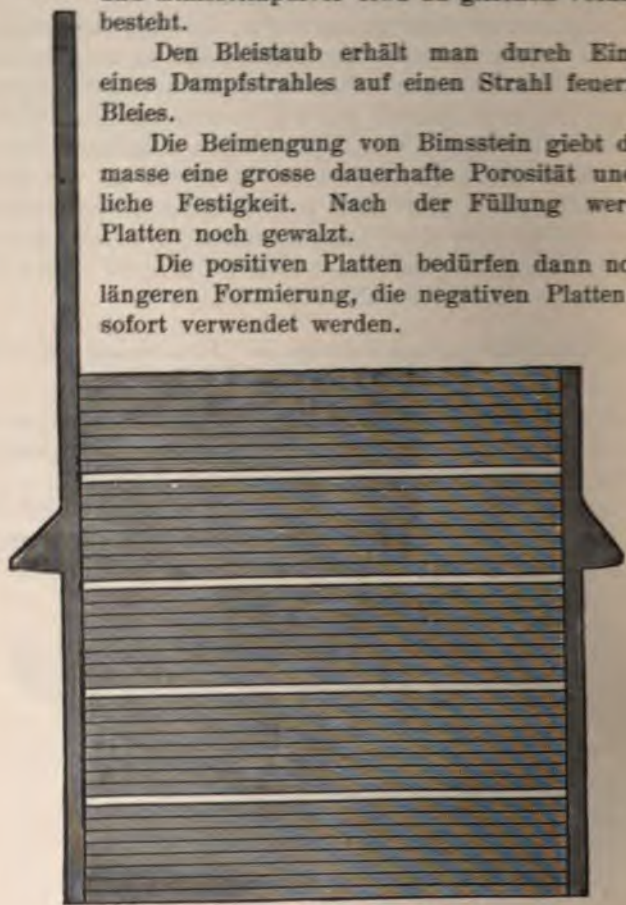 besteht.
Den Bleistaub erhält man durch Ein
eines Dampfstrahles auf einen Strahl feuer
Bleies.
Die Beimengung von Bimsstein giebt d
masse eine grosse dauerhafte Porosität und
liche Festigkeit. Nach der Füllung wer
Platten noch gewalzt.
Die positiven Platten bedürfen dann no
längeren Formierung, die negativen Platten
sofort verwendet werden.